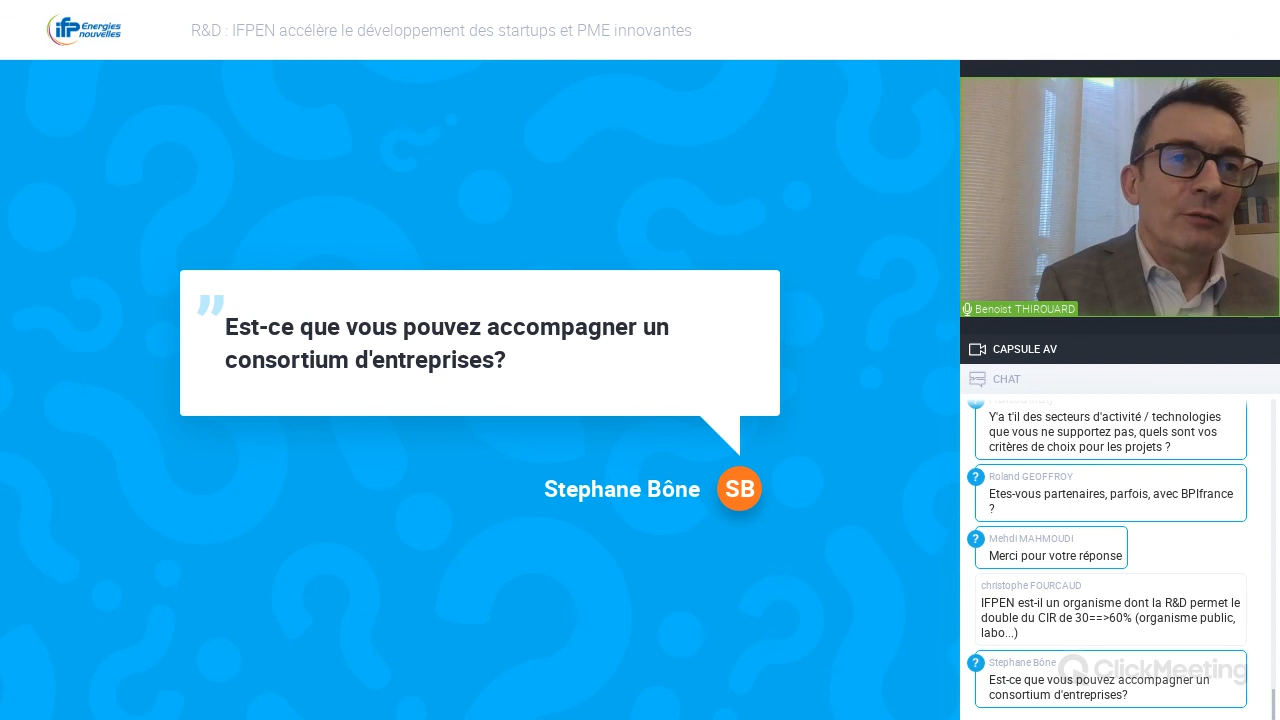 ifp Energies
nouvelles
R&D : IFPEN accélère le développement des startups et PME innovantes
Est-ce que vous pouvez accompagner un
consortium d'entreprises?
Stephane Bône
SB
Benoist THIROUARD
CAPSULE AV
CHAT
Y'a t'il des secteurs d'activité / technologies
que vous ne supportez pas, quels sont vos
critères de choix pour les projets ?
?
Roland GEOFFROY
Etes-vous partenaires, parfois, avec BPIfrance
?
?
Mehdi MAHMOUDI
Merci pour votre réponse
christophe FOURCAUD
IFPEN est-il un organisme dont la R&D permet le
double du CIR de 30==>60% (organisme public,
labo...)
?
Stephane Bône
Est-ce que vous pouvez accompagner un
consortium d'entreprises?
ClickMeeting